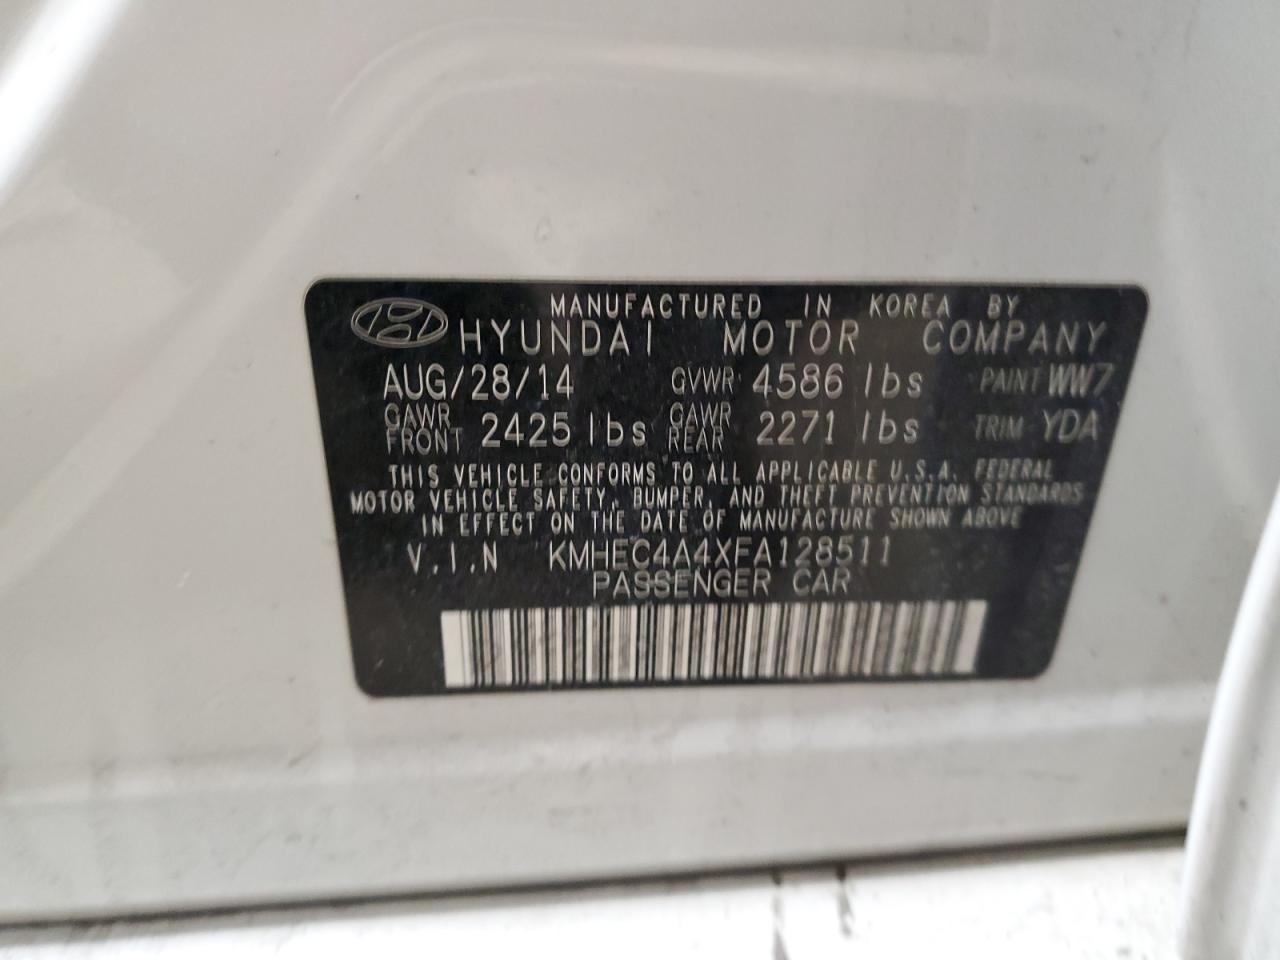 MANUFACTURED IN KOREA BY
HYUNDAI MOTOR COMPANY
AUG/28/14 GVWR 4586 lbs PAINT WW7
GAWR FRONT 2425 lbs GAWR REAR 2271 lbs TRIM YDA
THIS VEHICLE CONFORMS TO ALL APPLICABLE U.S.A. FEDERAL
MOTOR VEHICLE SAFETY, BUMPER, AND THEFT PREVENTION STANDARDS
IN EFFECT ON THE DATE OF MANUFACTURE SHOWN ABOVE
V.I.N KMHEC4A4XFA128511
PASSENGER CAR